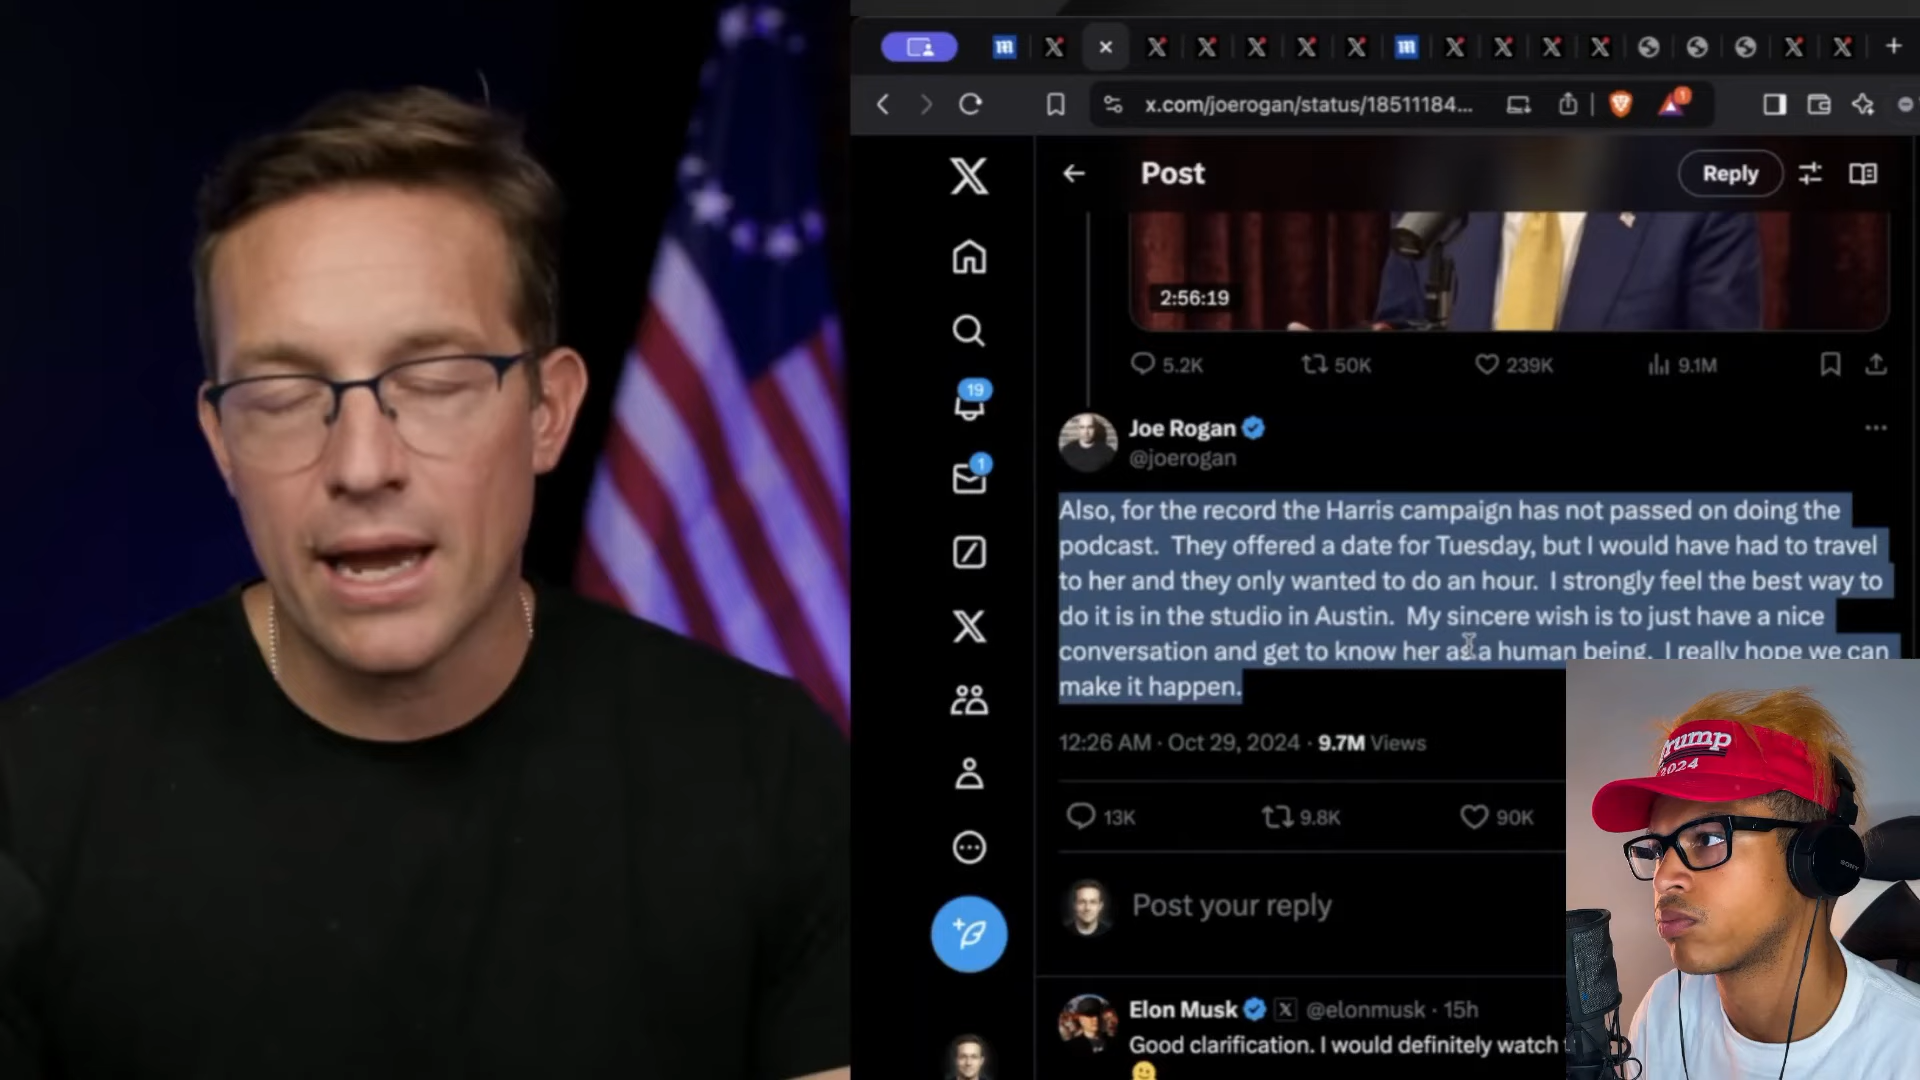 x.com/joerogan/status/18511184...
1
Post
Reply
2:56:19
5.2K
50K
239K
9.1M
19
Joe Rogan
@joerogan
1
Also, for the record the Harris campaign has not passed on doing the
podcast. They offered a date for Tuesday, but I would have had to travel
to her and they only wanted to do an hour. I strongly feel the best way to
do it is in the studio in Austin. My sincere wish is to just have a nice
conversation and get to know her as a human being. I really hope we can
make it happen.
12:26 AM · Oct 29, 2024 · 9.7M Views
Trump
2024
13K
9.8K
90K
SONY
Post your reply
Elon Musk @elonmusk · 15h
Good clarification. I would definitely watch